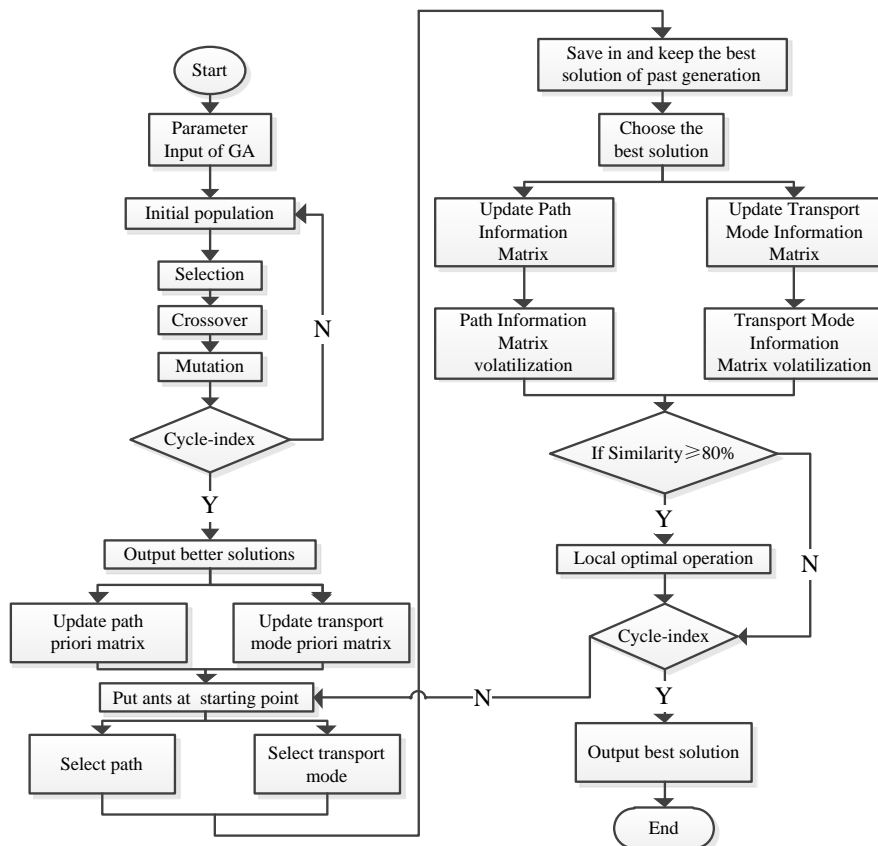 Start
Parameter
Input of GA
Initial population
Selection
Crossover
Mutation
N
Cycle-index
Y
Output better solutions
Update path
priori matrix
Update transport
mode priori matrix
Put ants at starting point
Select path
Select transport
mode
Save in and keep the best
solution of past generation
Choose the
best solution
Update Path
Information
Matrix
Update Transport
Mode Information
Matrix
Path Information
Matrix
volatilization
Transport Mode
Information
Matrix volatilization
If Similarity≥80%
Y
N
Local optimal operation
Cycle-index
N
Y
Output best solution
End